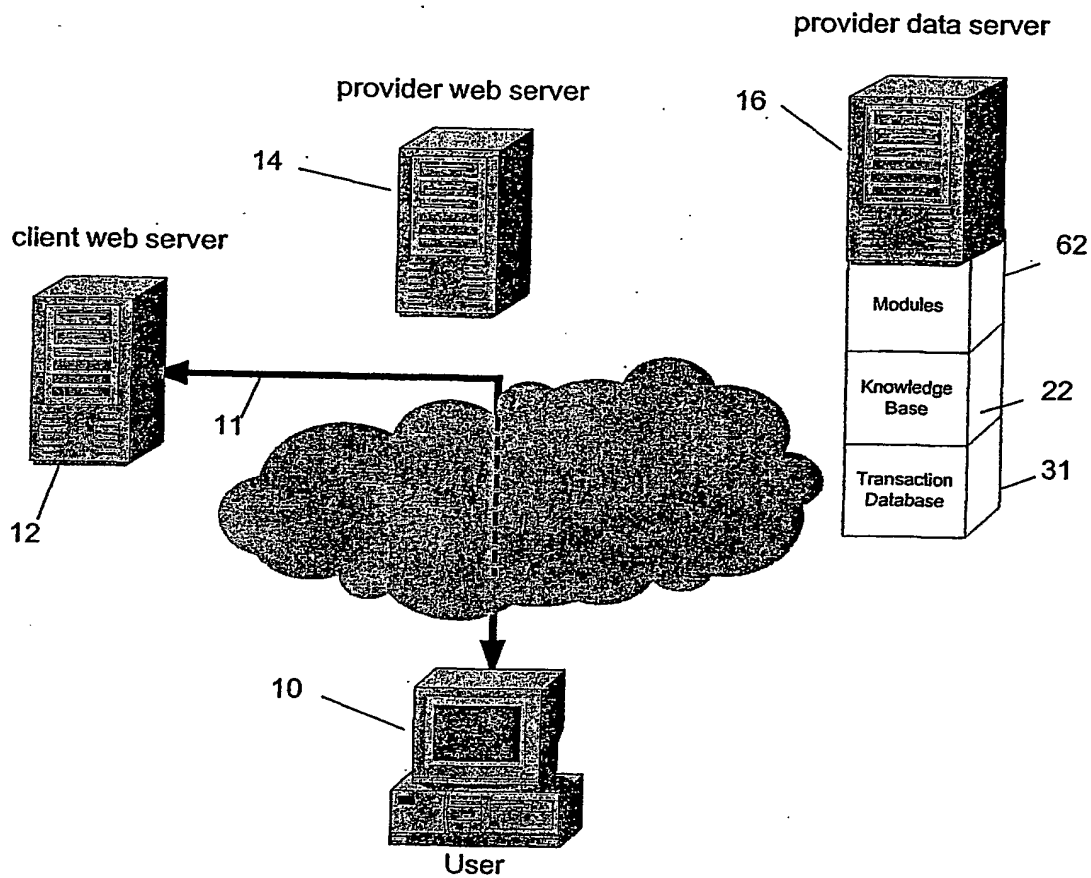 provider data server
provider web server
16
14
client web server
62
Modules
Knowledge
Base
22
11
Transaction
Database
31
12
10
User